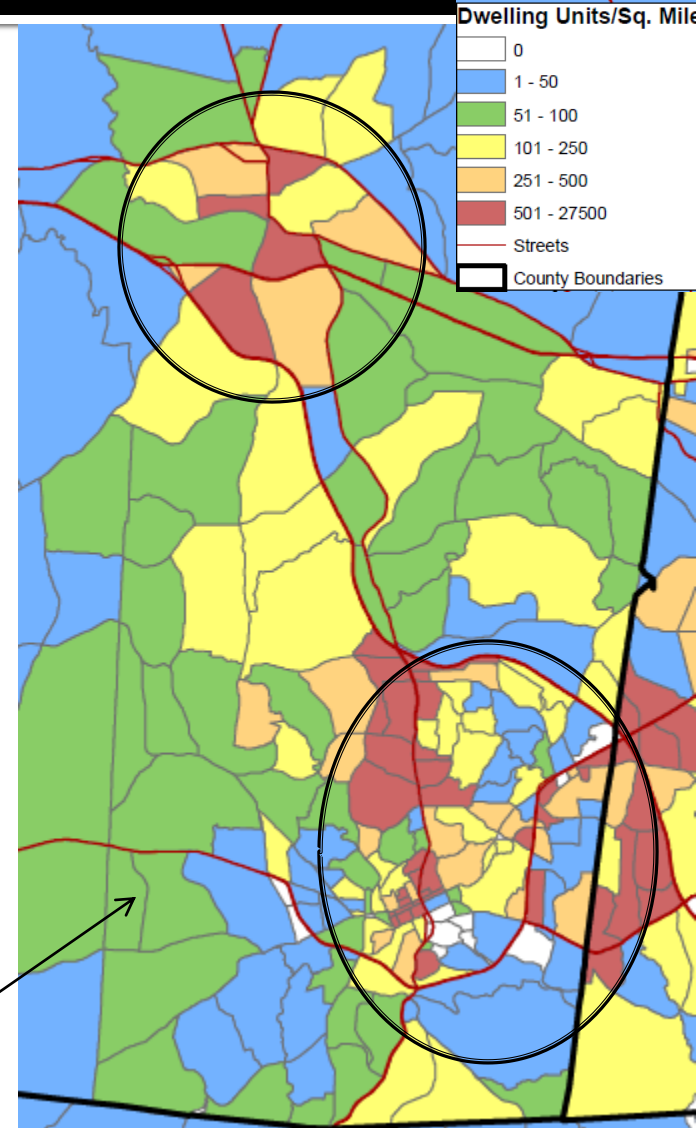 Dwelling Units/Sq. Mile
0
1 - 50
51 - 100
101 - 250
251 - 500
501 - 27500
Streets
County Boundaries